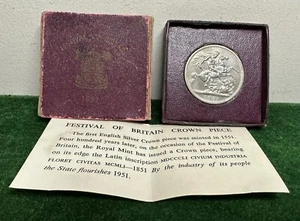 FESTIVAL OF BRITAIN CROWN PIECE
The first English Silver Crown piece was minted in 1551.
Four hundred years later, on the occasion of the Festival of
Britain, the Royal Mint has issued a Crown piece, bearing
on its edge the Latin inscription MDCCCLI CIVIUM INDUSTRIA
FLORET CIVITAS MCMLI—1851 By the industry of its people
the State flourishes 1951.